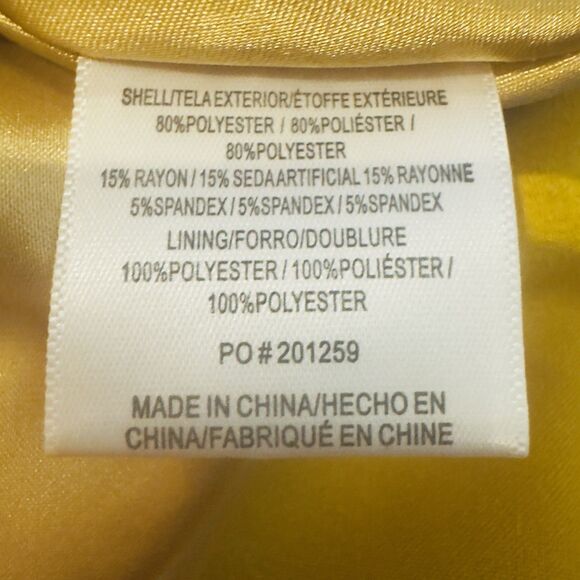 SHELL/TELA EXTERIOR/ÉTOFFE EXTÉRIEURE
80%POLYESTER / 80%POLIÉSTER /
80%POLYESTER
15% RAYON / 15% SEDA ARTIFICIAL 15% RAYONNE
5%SPANDEX / 5%SPANDEX / 5%SPANDEX
LINING/FORRO/DOUBLURE
100%POLYESTER / 100%POLIÉSTER /
100%POLYESTER
PO # 201259
MADE IN CHINA/HECHO EN
CHINA/FABRIQUÉ EN CHINE